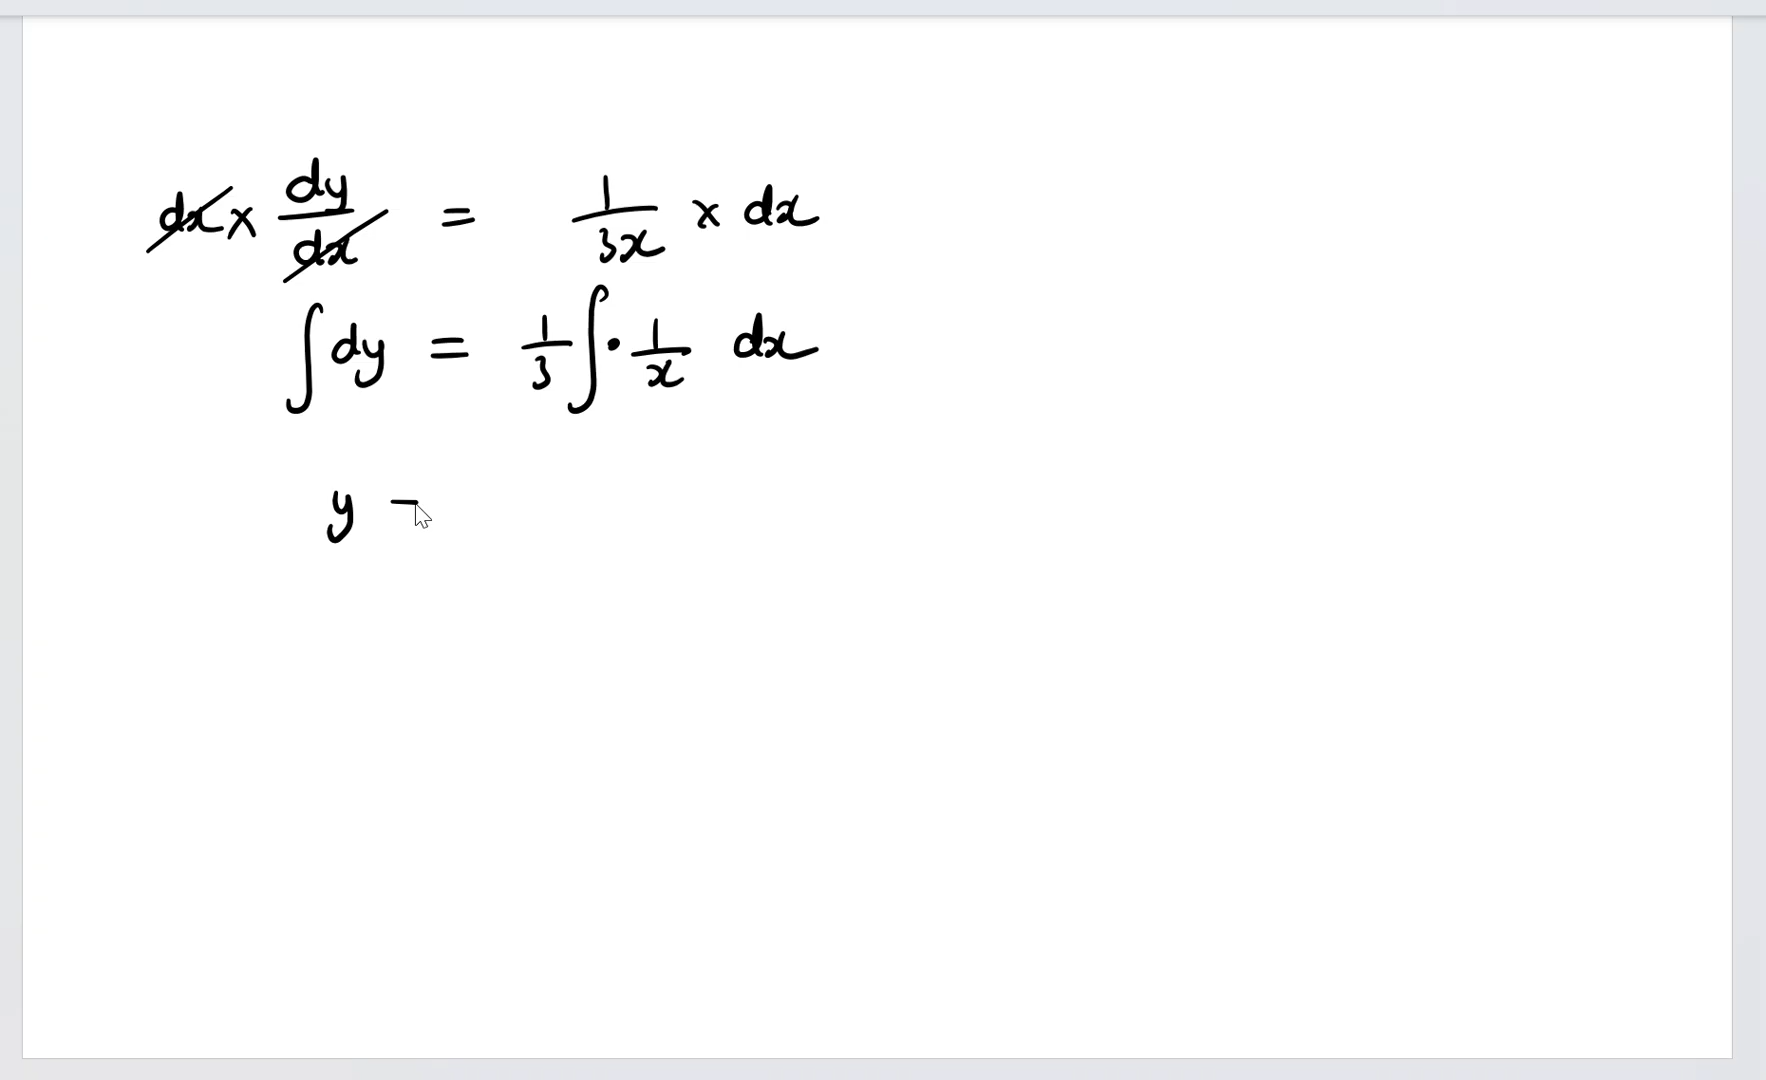 dx × dy/dx = 1/3x × dx
∫ dy = 1/3 ∫ · 1/x dx
y −